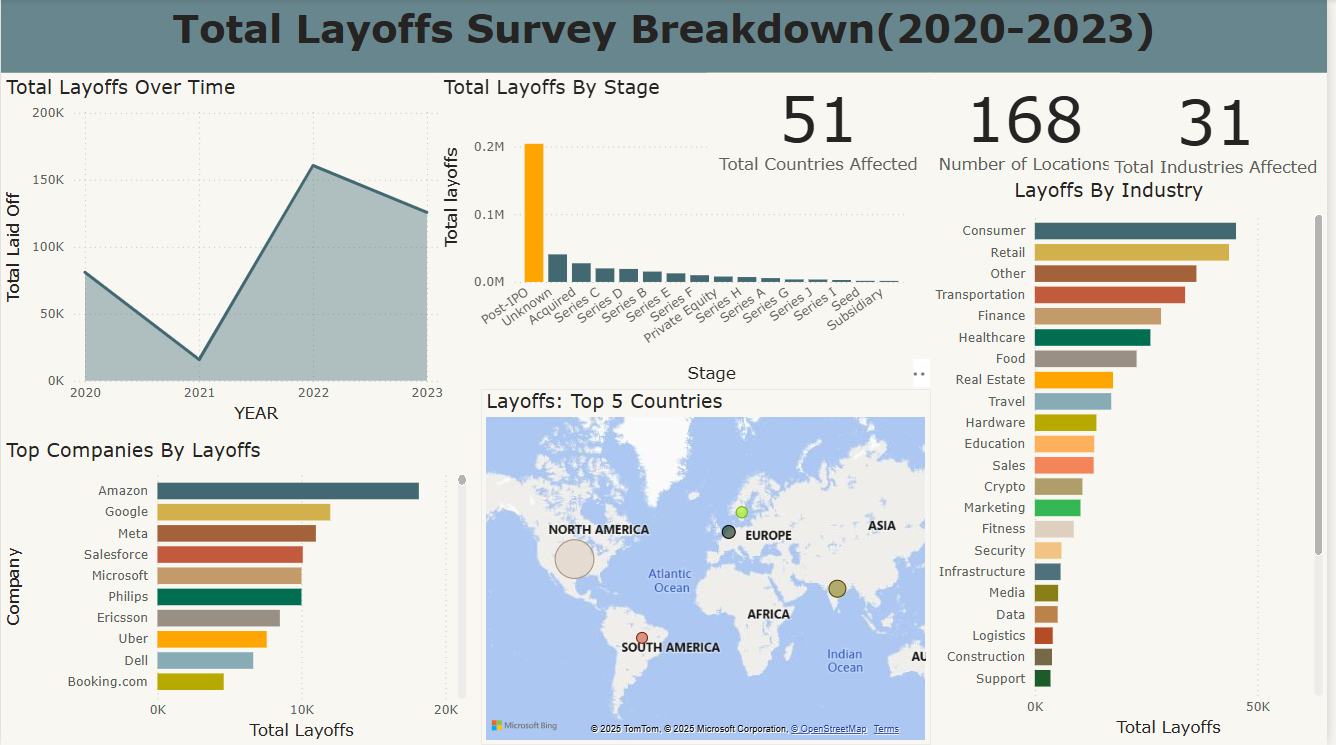 Total Layoffs Survey Breakdown(2020-2023)
Total Layoffs Over Time
200K
150K
100K
50K
0K
Total Laid Off
2020 2021 2022 2023
YEAR
Total Layoffs By Stage
Total layoffs
0.2M
0.1M
0.0M
Post-IPO
Unknown
Acquired
Series C
Series D
Series B
Series E
Series F
Private Equity
Series H
Series A
Series G
Series J
Series I
Seed
Subsidiary
Stage
51
Total Countries Affected
168
Number of Locations
31
Total Industries Affected
Top Companies By Layoffs
Company
Amazon
Google
Meta
Salesforce
Microsoft
Philips
Ericsson
Uber
Dell
Booking.com
0K 10K 20K
Total Layoffs
Layoffs: Top 5 Countries
NORTH AMERICA
EUROPE
ASIA
Atlantic
Ocean
AFRICA
SOUTH AMERICA
Indian
Ocean
AU
Microsoft Bing
© 2025 TomTom, © 2025 Microsoft Corporation, © OpenStreetMap Terms
Layoffs By Industry
Consumer
Retail
Other
Transportation
Finance
Healthcare
Food
Real Estate
Travel
Hardware
Education
Sales
Crypto
Marketing
Fitness
Security
Infrastructure
Media
Data
Logistics
Construction
Support
0K 50K
Total Layoffs